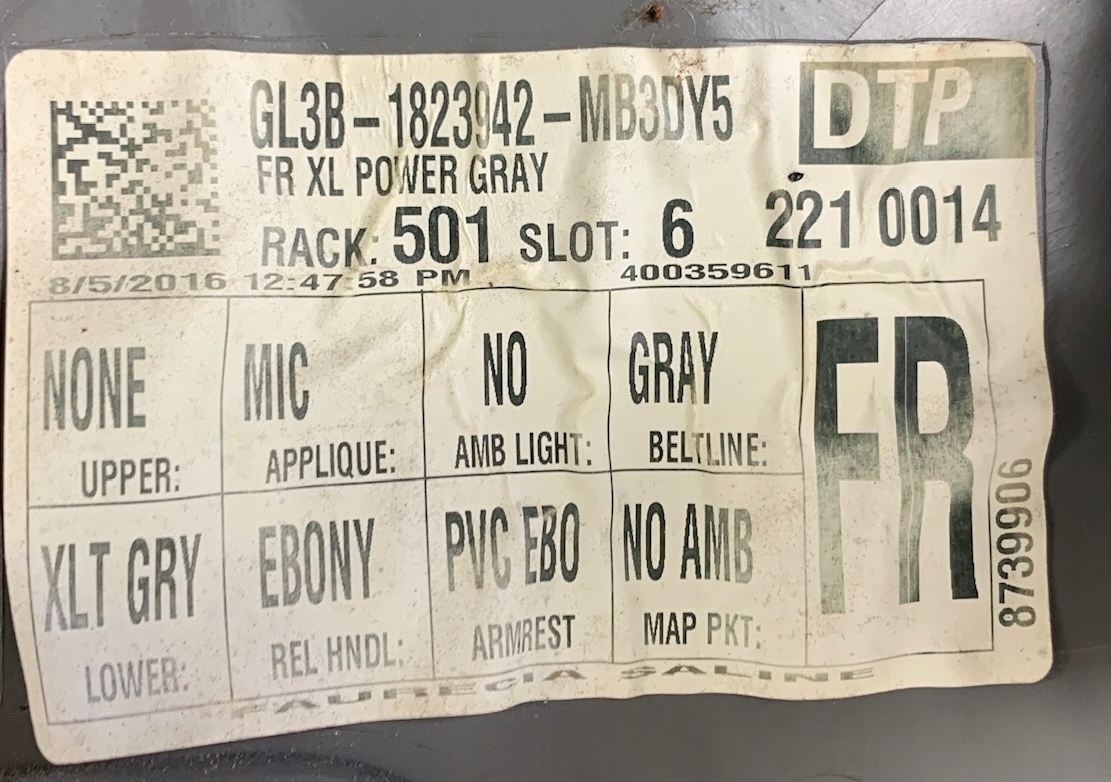 GL3B-1823942-MB3DY5
DTP
FR XL POWER GRAY
RACK: 501 SLOT: 6 221 0014
8/5/2016 12:47:58 PM 400359611
NONE MIC NO GRAY
UPPER: APPLIQUE: AMB LIGHT: BELTLINE:
FR
XLT GRY EBONY PVC EBO NO AMB
LOWER: REL HNDL: ARMREST MAP PKT:
87399906
FAURECIA SALINE